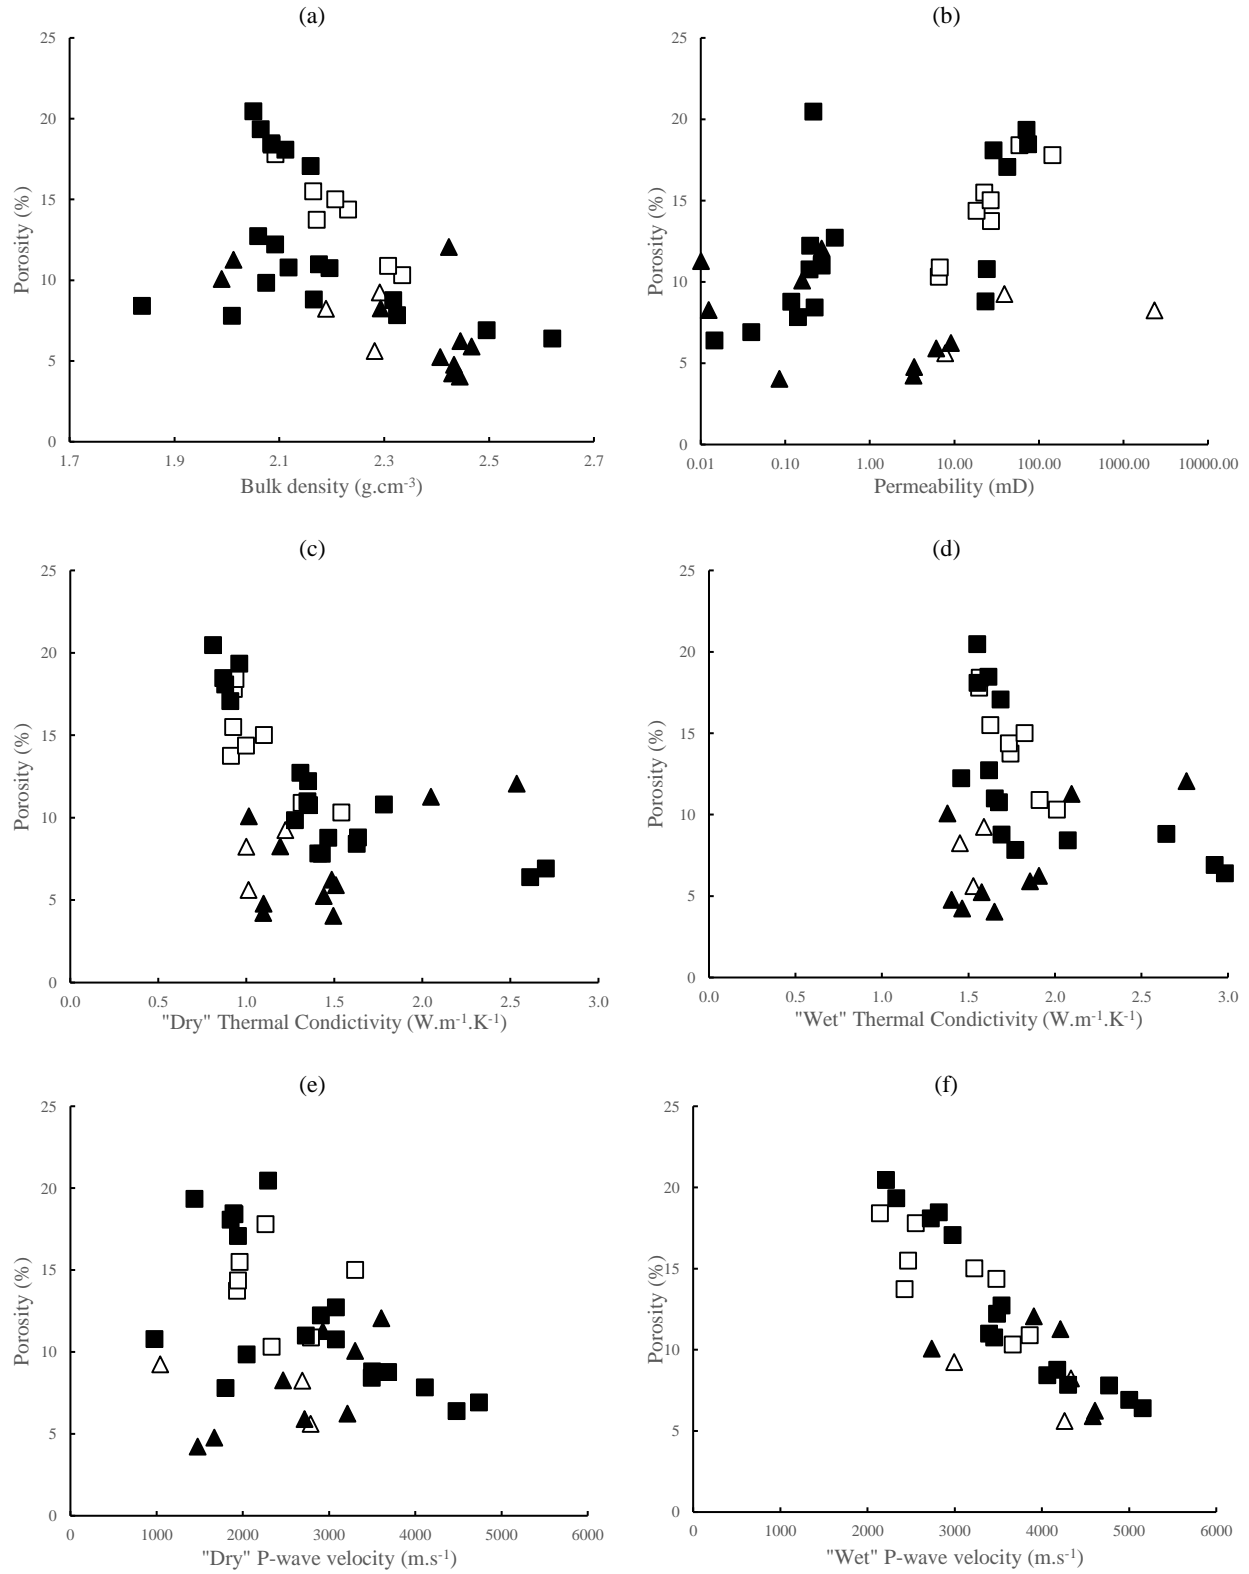 (a)
25
20
15
10
5
0
Porosity (%)
1.7 1.9 2.1 2.3 2.5 2.7
Bulk density (g.cm⁻³)
(b)
25
20
15
10
5
0
Porosity (%)
0.01 0.10 1.00 10.00 100.00 1000.00 10000.00
Permeability (mD)
(c)
25
20
15
10
5
0
Porosity (%)
0.0 0.5 1.0 1.5 2.0 2.5 3.0
"Dry" Thermal Condictivity (W.m⁻¹.K⁻¹)
(d)
25
20
15
10
5
0
Porosity (%)
0.0 0.5 1.0 1.5 2.0 2.5 3.0
"Wet" Thermal Condictivity (W.m⁻¹.K⁻¹)
(e)
25
20
15
10
5
0
Porosity (%)
0 1000 2000 3000 4000 5000 6000
"Dry" P-wave velocity (m.s⁻¹)
(f)
25
20
15
10
5
0
Porosity (%)
0 1000 2000 3000 4000 5000 6000
"Wet" P-wave velocity (m.s⁻¹)